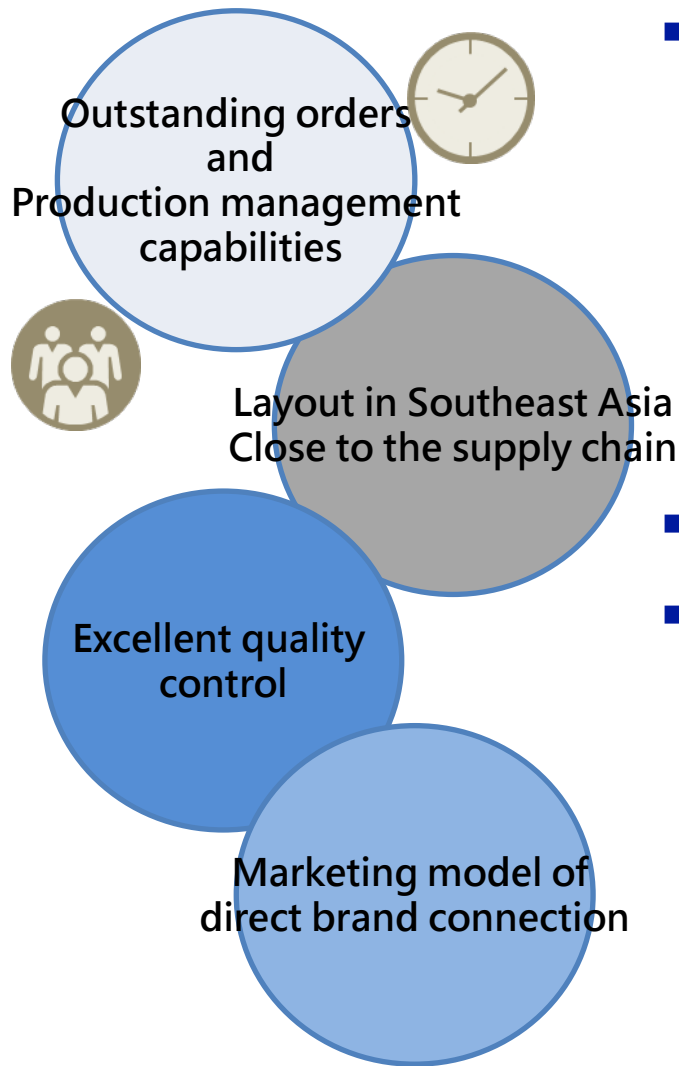 Outstanding orders
and
Production management
capabilities
Layout in Southeast Asia
Close to the supply chain
Excellent quality
control
Marketing model of
direct brand connection